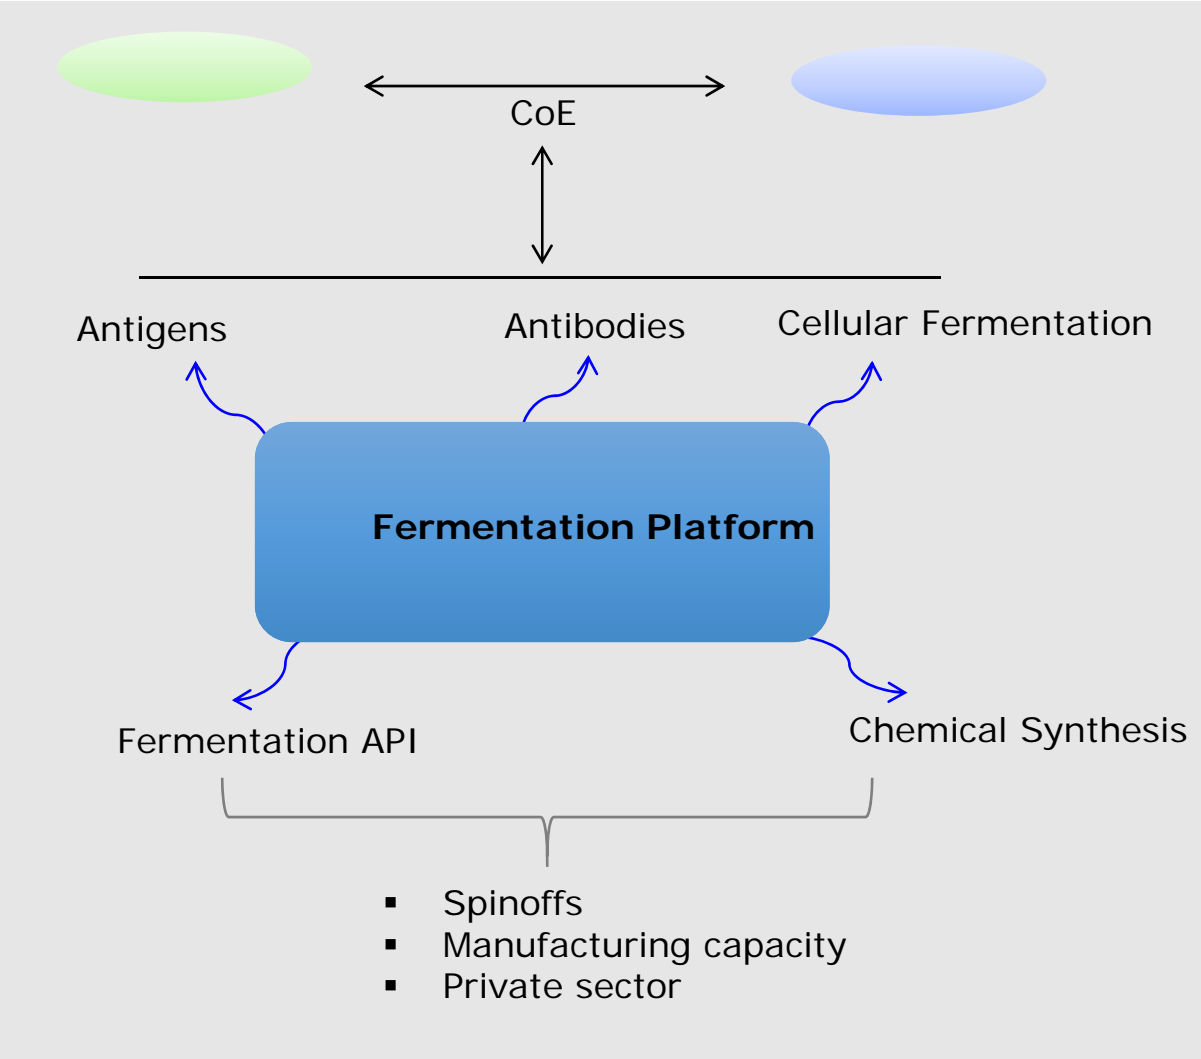 CoE
Antigens
Antibodies
Cellular Fermentation
Fermentation Platform
Fermentation API
Chemical Synthesis
▪ Spinoffs
▪ Manufacturing capacity
▪ Private sector